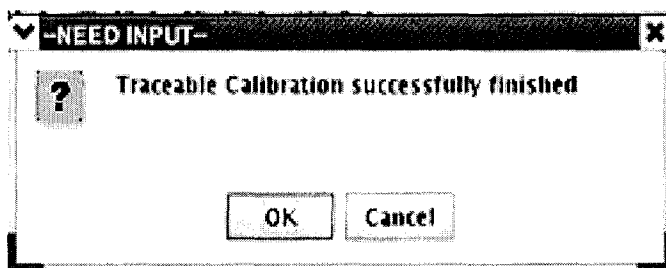 –NEED INPUT–
?
Traceable Calibration successfully finished
OK
Cancel